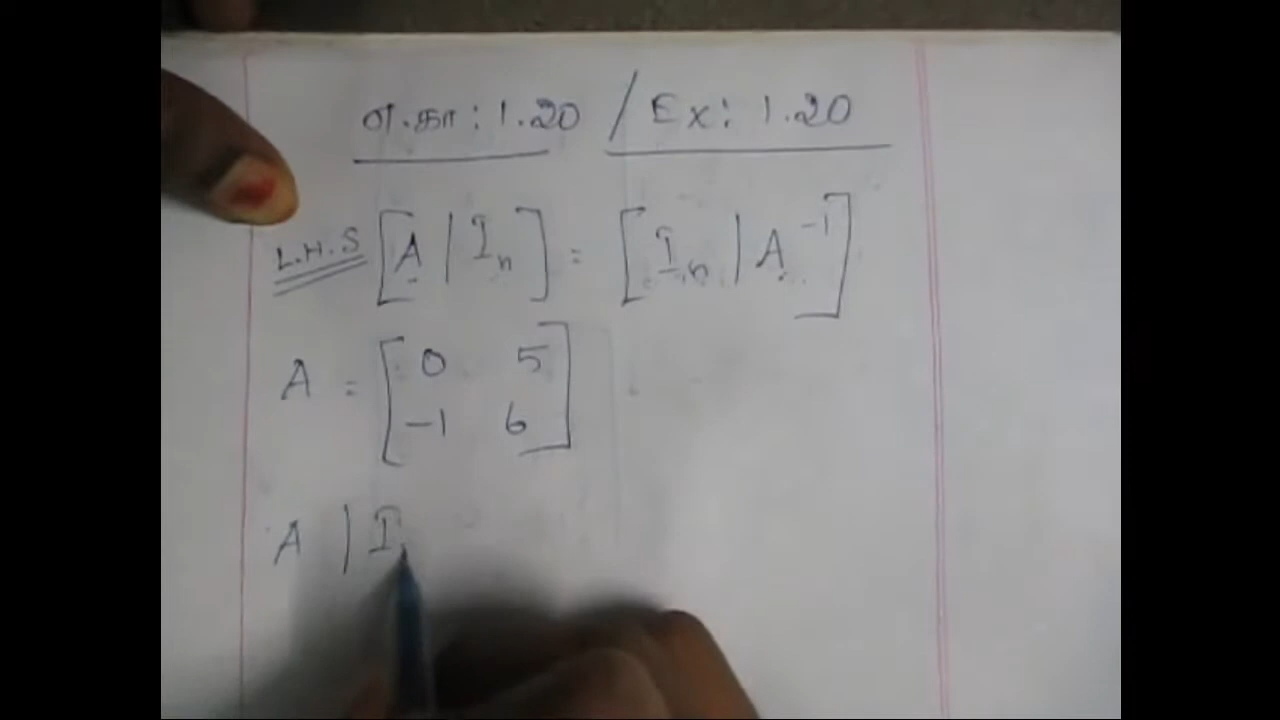 எ.கா : 1.20 / Ex : 1.20
L.H.S [A | Iₙ] = [Iₙ | A⁻¹]
A = [0 5
-1 6]
A | I